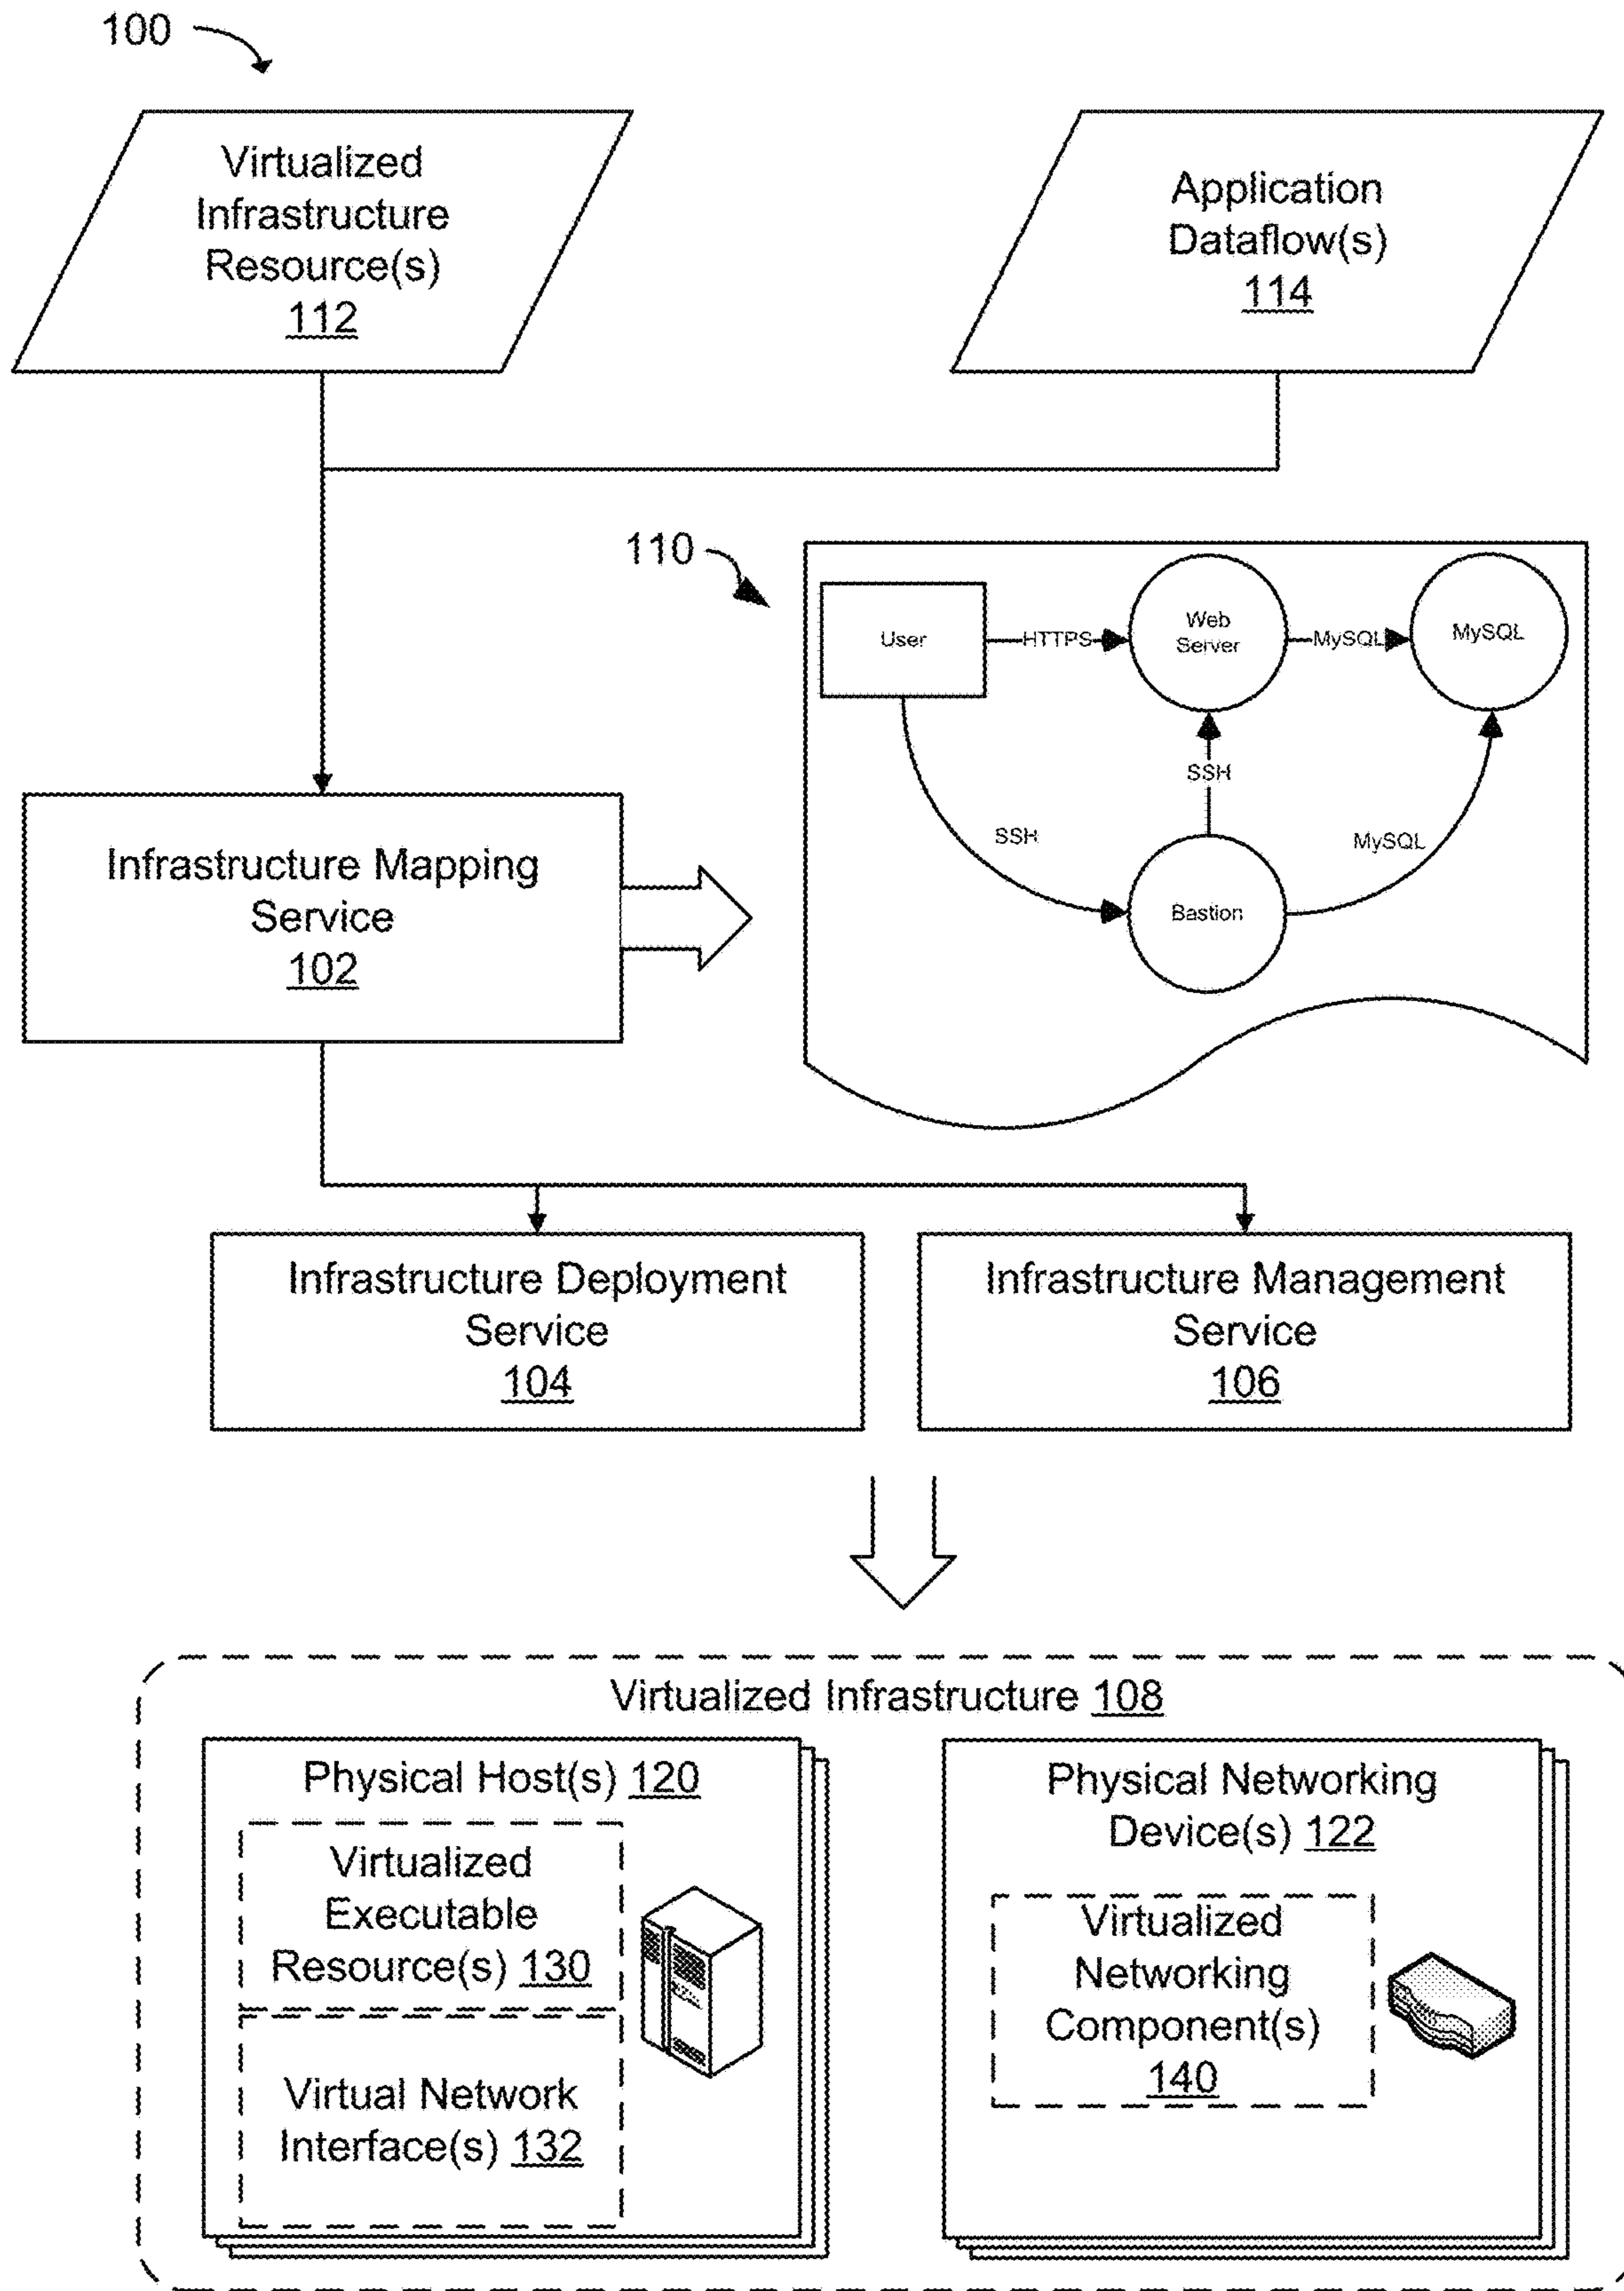 100
Virtualized
Infrastructure
Resource(s)
112
Application
Dataflow(s)
114
110
User
HTTPS
Web
Server
MySQL
MySQL
SSH
SSH
MySQL
Bastion
Infrastructure Mapping
Service
102
Infrastructure Deployment
Service
104
Infrastructure Management
Service
106
Virtualized Infrastructure 108
Physical Host(s) 120
Virtualized
Executable
Resource(s) 130
Virtual Network
Interface(s) 132
Physical Networking
Device(s) 122
Virtualized
Networking
Component(s)
140